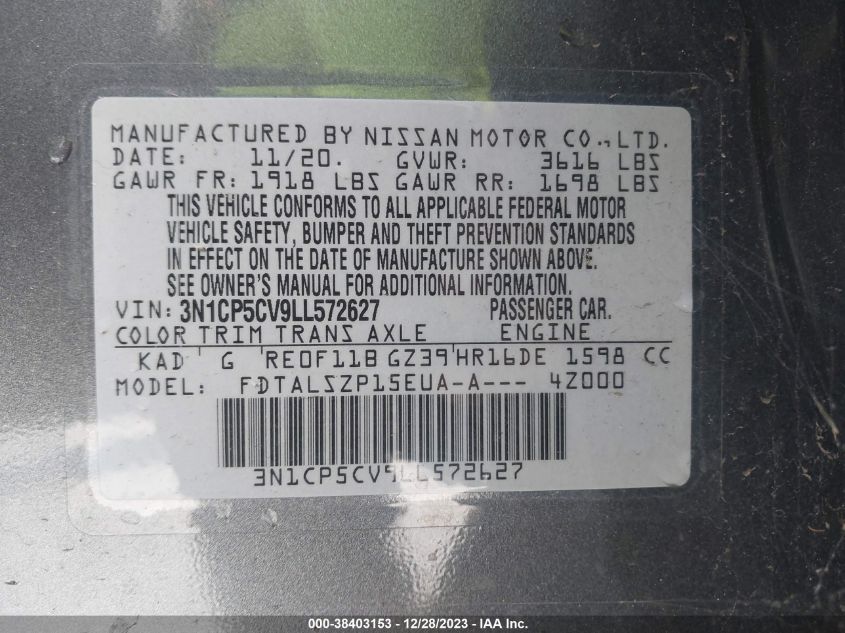 MANUFACTURED BY NISSAN MOTOR CO.,LTD.
DATE: 11/20. GVWR: 3616 LBS
GAWR FR: 1918 LBS GAWR RR: 1698 LBS
THIS VEHICLE CONFORMS TO ALL APPLICABLE FEDERAL MOTOR
VEHICLE SAFETY, BUMPER AND THEFT PREVENTION STANDARDS
IN EFFECT ON THE DATE OF MANUFACTURE SHOWN ABOVE.
SEE OWNER'S MANUAL FOR ADDITIONAL INFORMATION.
VIN: 3N1CP5CV9LL572627 PASSENGER CAR.
COLOR TRIM TRANS AXLE ENGINE
KAD G RE0F11B GZ39 HR16DE 1598 CC
MODEL: FDTALSZP15EUA-A--- 4Z000
3N1CP5CV9LL572627
000-38403153 - 12/28/2023 - IAA Inc.